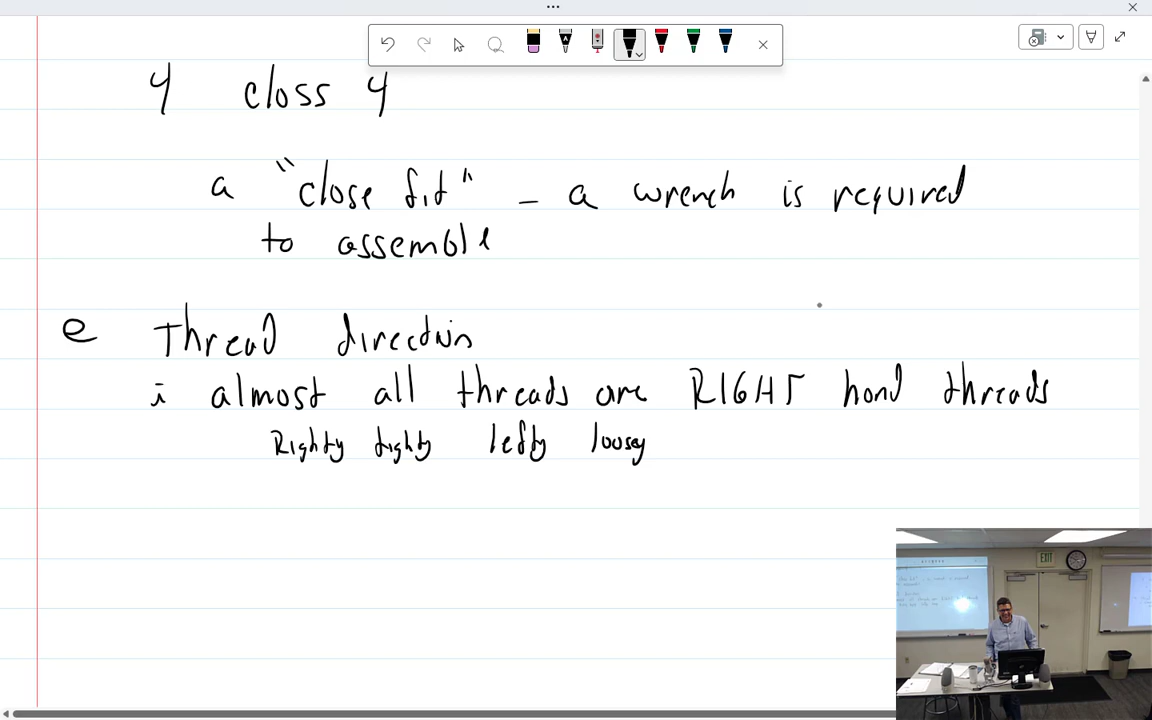 4 class 4
a "close fit" - a wrench is required
to assemble
e Thread direction
i almost all threads are RIGHT hand threads
Righty tighty lefty loosey
EXIT